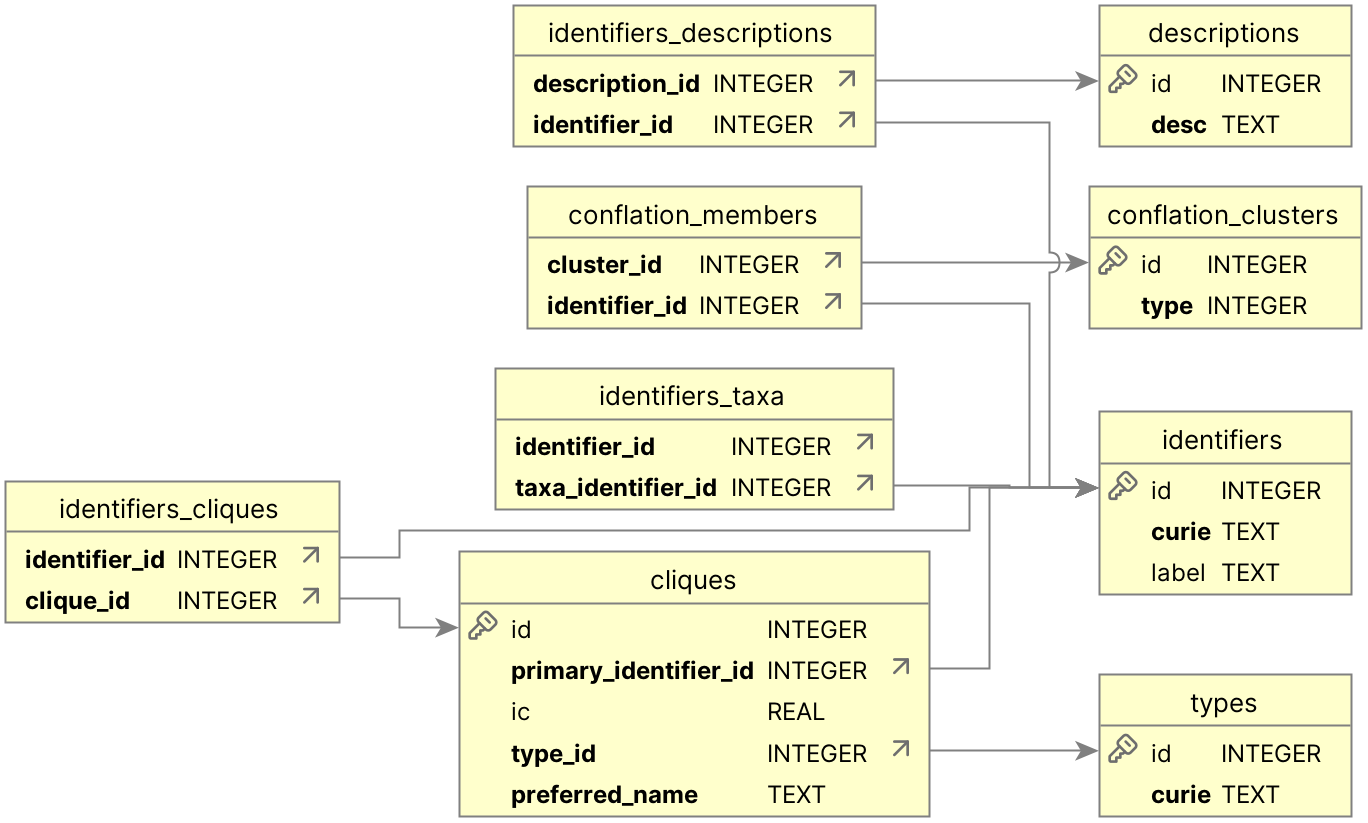 identifiers_descriptions
description_id INTEGER
identifier_id INTEGER
descriptions
id INTEGER
desc TEXT
conflation_members
cluster_id INTEGER
identifier_id INTEGER
conflation_clusters
id INTEGER
type INTEGER
identifiers_taxa
identifier_id INTEGER
taxa_identifier_id INTEGER
identifiers
id INTEGER
curie TEXT
label TEXT
identifiers_cliques
identifier_id INTEGER
clique_id INTEGER
cliques
id INTEGER
primary_identifier_id INTEGER
ic REAL
type_id INTEGER
preferred_name TEXT
types
id INTEGER
curie TEXT